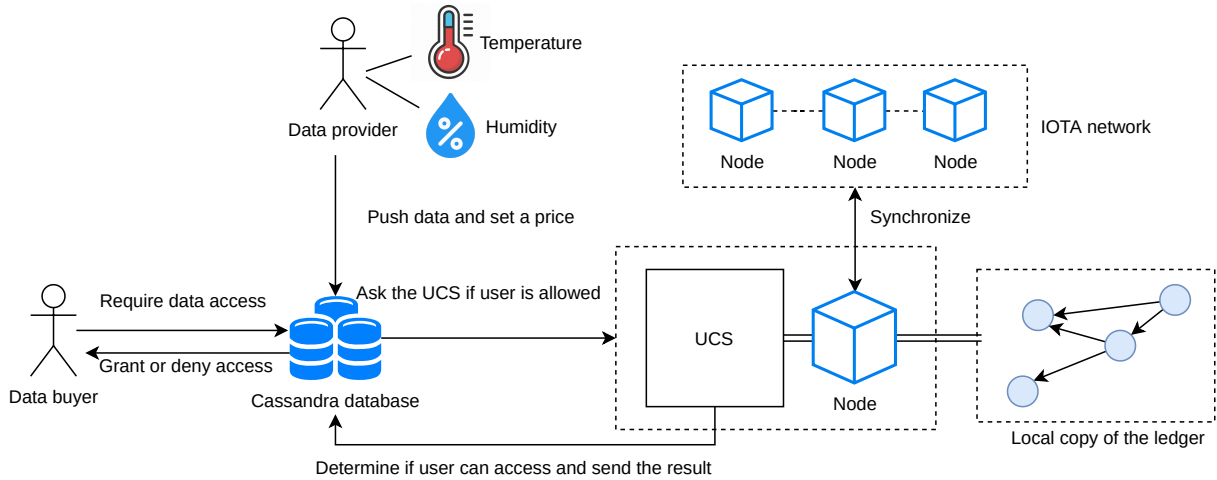 Temperature
Data provider
Humidity
IOTA network
Node
Node
Node
Push data and set a price
Synchronize
Require data access
Ask the UCS if user is allowed
UCS
Grant or deny access
Data buyer
Cassandra database
Node
Local copy of the ledger
Determine if user can access and send the result